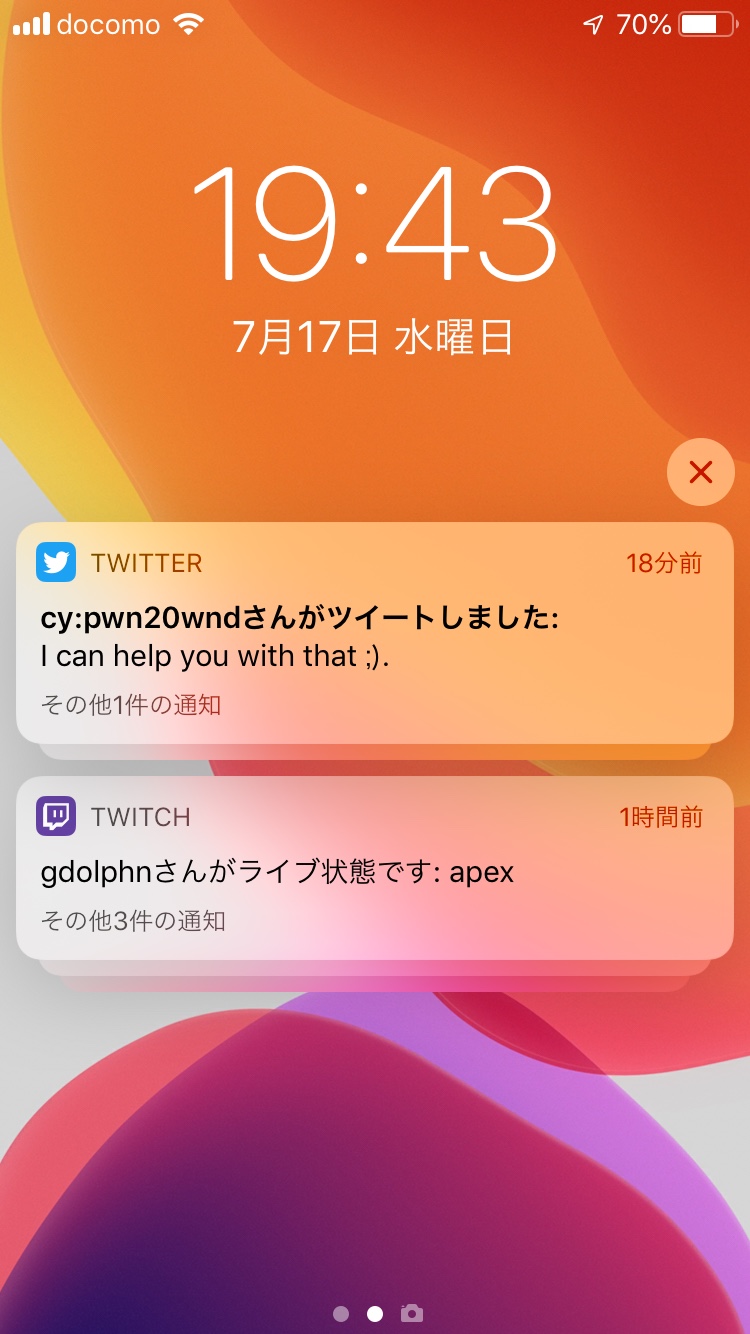 docomo 70%
19:43
7月17日 水曜日
TWITTER 18分前
cy:pwn20wndさんがツイートしました:
I can help you with that ;).
その他1件の通知
TWITCH 1時間前
gdolphnさんがライブ状態です: apex
その他3件の通知